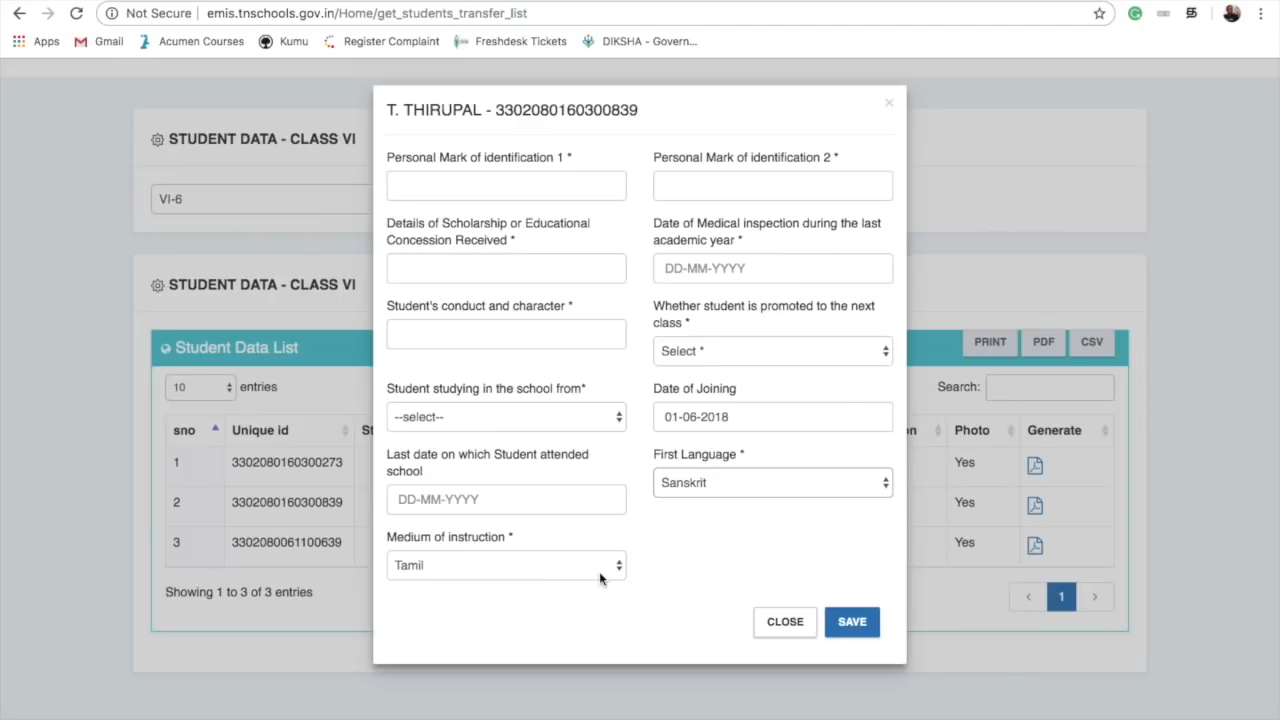 Not Secure | emis.tnschools.gov.in/Home/get_students_transfer_list
Apps Gmail Acumen Courses Kumu Register Complaint Freshdesk Tickets DIKSHA - Govern...
T. THIRUPAL - 3302080160300839 ×
STUDENT DATA - CLASS VI
VI-6
Personal Mark of identification 1 * Personal Mark of identification 2 *
Details of Scholarship or Educational
Concession Received *
Date of Medical inspection during the last
academic year *
DD-MM-YYYY
Student's conduct and character *
Whether student is promoted to the next
class *
Select *
Student studying in the school from*
--select--
Date of Joining
01-06-2018
Last date on which Student attended
school
DD-MM-YYYY
First Language *
Sanskrit
Medium of instruction *
Tamil
CLOSE SAVE
STUDENT DATA - CLASS VI
Student Data List PRINT PDF CSV
10 entries Search:
sno Unique id St on Photo Generate
1 3302080160300273 Yes
2 3302080160300839 Yes
3 3302080061100639 Yes
Showing 1 to 3 of 3 entries < 1 >